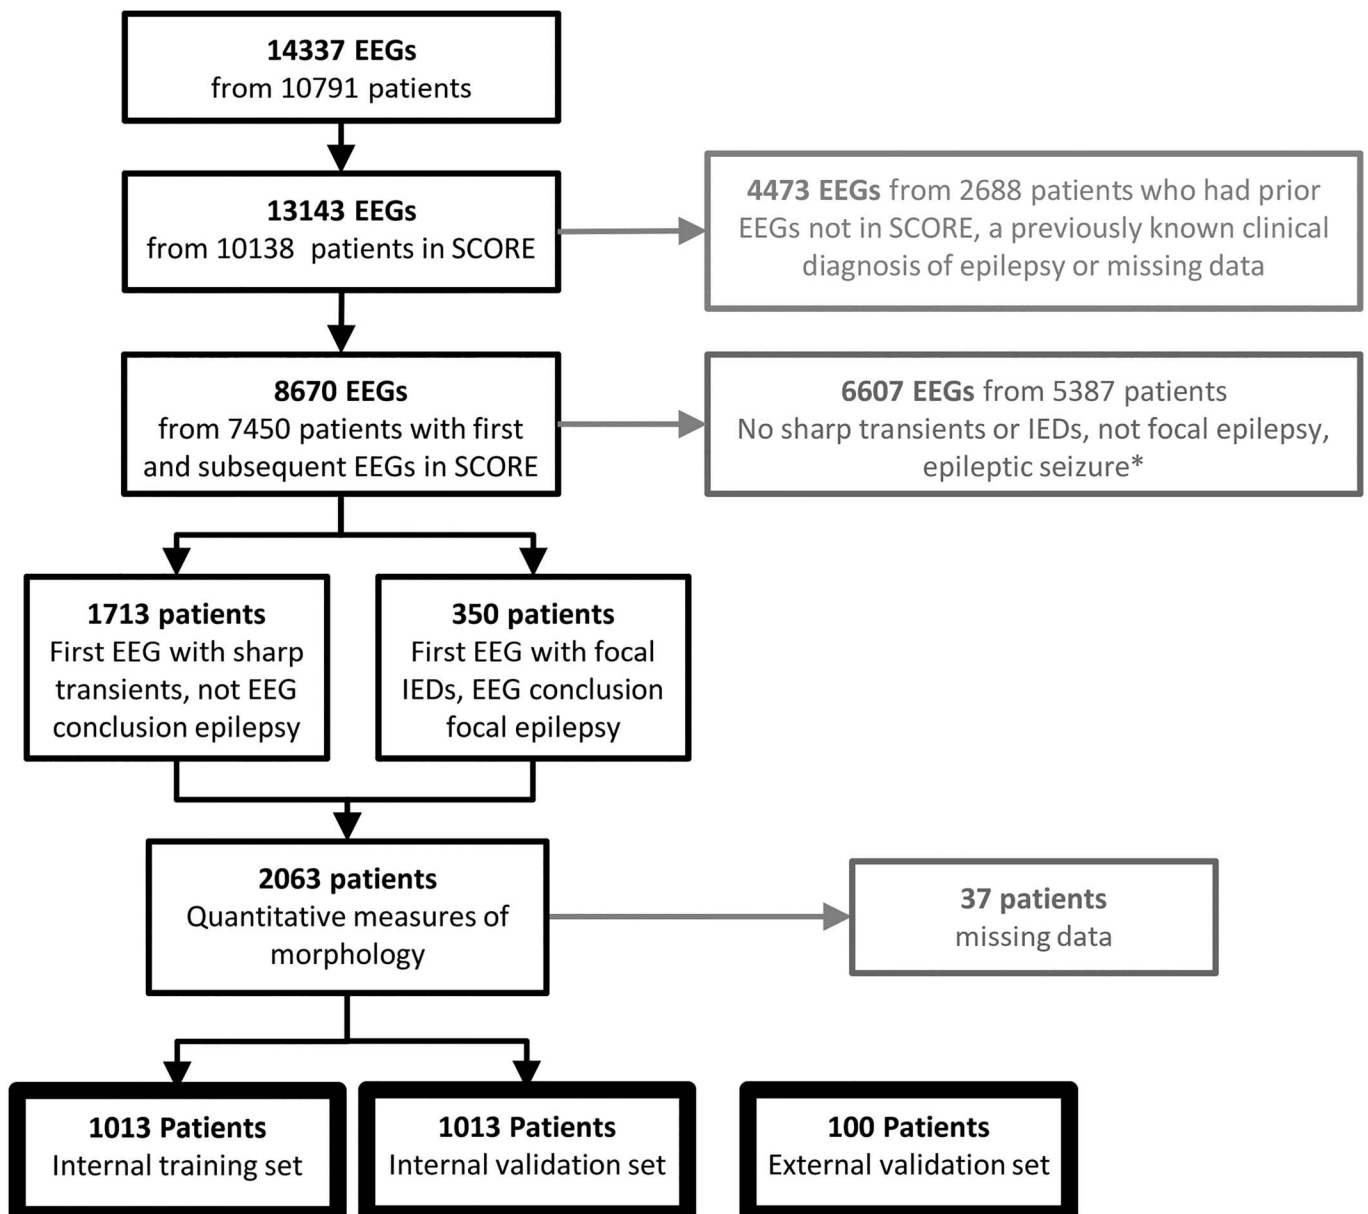 14337 EEGs
from 10791 patients
13143 EEGs
from 10138 patients in SCORE
4473 EEGs from 2688 patients who had prior
EEGs not in SCORE, a previously known clinical
diagnosis of epilepsy or missing data
8670 EEGs
from 7450 patients with first
and subsequent EEGs in SCORE
6607 EEGs from 5387 patients
No sharp transients or IEDs, not focal epilepsy,
epileptic seizure*
1713 patients
First EEG with sharp
transients, not EEG
conclusion epilepsy
350 patients
First EEG with focal
IEDs, EEG conclusion
focal epilepsy
2063 patients
Quantitative measures of
morphology
37 patients
missing data
1013 Patients
Internal training set
1013 Patients
Internal validation set
100 Patients
External validation set